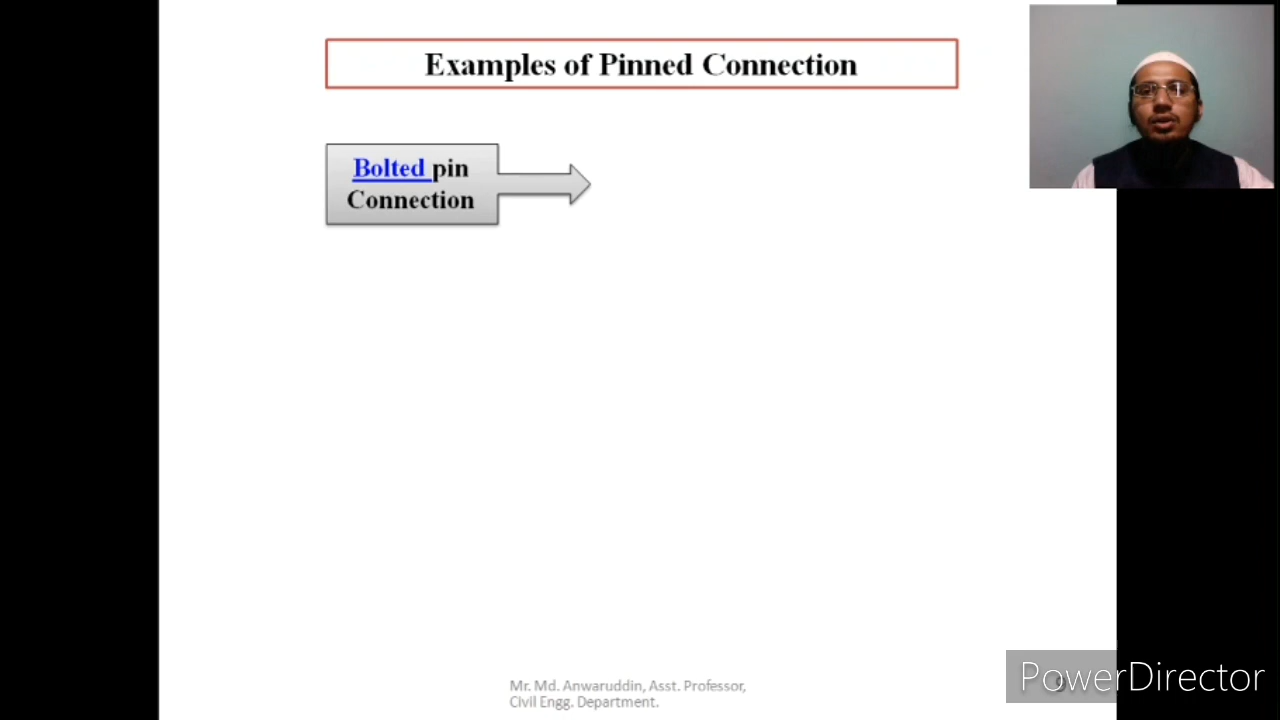 Examples of Pinned Connection
Bolted pin
Connection
Mr. Md. Anwaruddin, Asst. Professor,
Civil Engg. Department.
PowerDirector